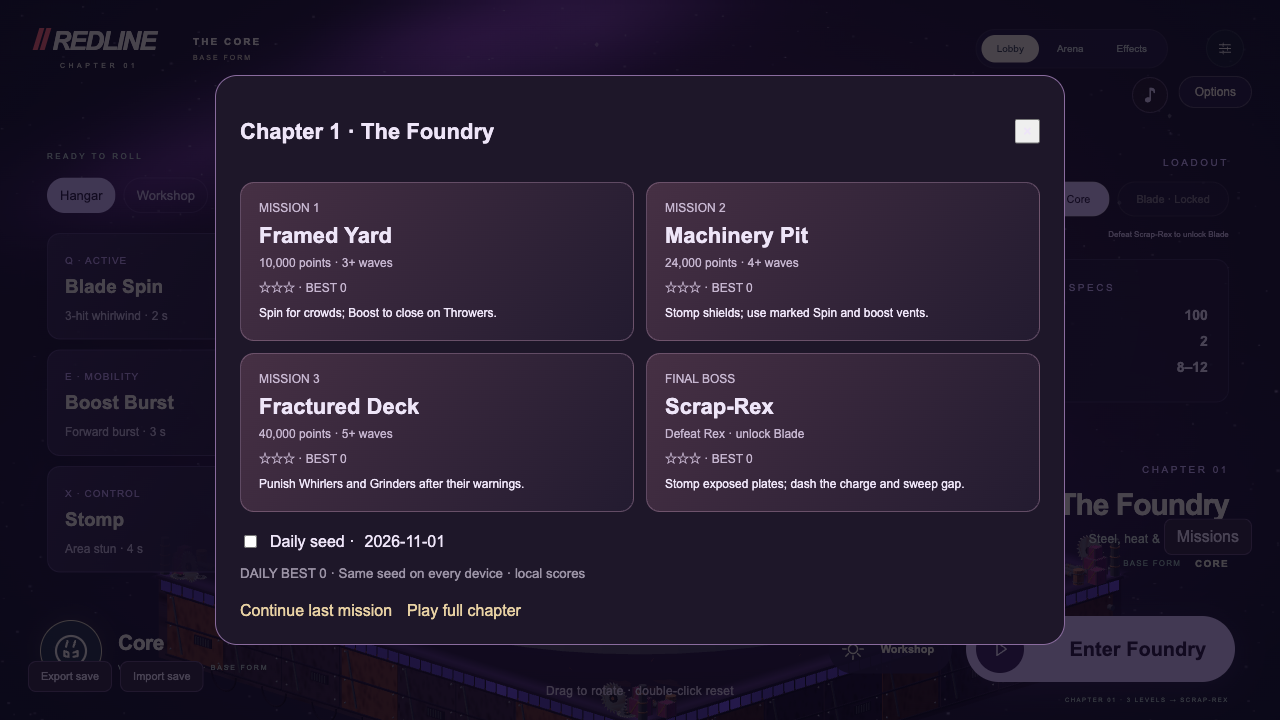 REDLINE
CHAPTER 01
THE CORE
BASE FORM
Lobby
Arena
Effects
Options
READY TO ROLL
Hangar
Workshop
Q · ACTIVE
Blade Spin
3-hit whirlwind · 2 s
E · MOBILITY
Boost Burst
Forward burst · 3 s
X · CONTROL
Stomp
Area stun · 4 s
Chapter 1 · The Foundry
MISSION 1
Framed Yard
10,000 points · 3+ waves
☆☆☆ · BEST 0
Spin for crowds; Boost to close on Throwers.
MISSION 2
Machinery Pit
24,000 points · 4+ waves
☆☆☆ · BEST 0
Stomp shields; use marked Spin and boost vents.
MISSION 3
Fractured Deck
40,000 points · 5+ waves
☆☆☆ · BEST 0
Punish Whirlers and Grinders after their warnings.
FINAL BOSS
Scrap-Rex
Defeat Rex · unlock Blade
☆☆☆ · BEST 0
Stomp exposed plates; dash the charge and sweep gap.
Daily seed · 2026-11-01
DAILY BEST 0 · Same seed on every device · local scores
Continue last mission
Play full chapter
LOADOUT
Core
Blade · Locked
Defeat Scrap-Rex to unlock Blade
SPECS
100
2
8–12
CHAPTER 01
The Foundry
Steel, heat &
Missions
BASE FORM
CORE
Core
BASE FORM
Export save
Import save
Drag to rotate · double-click reset
Workshop
Enter Foundry
CHAPTER 01 · 3 LEVELS → SCRAP-REX